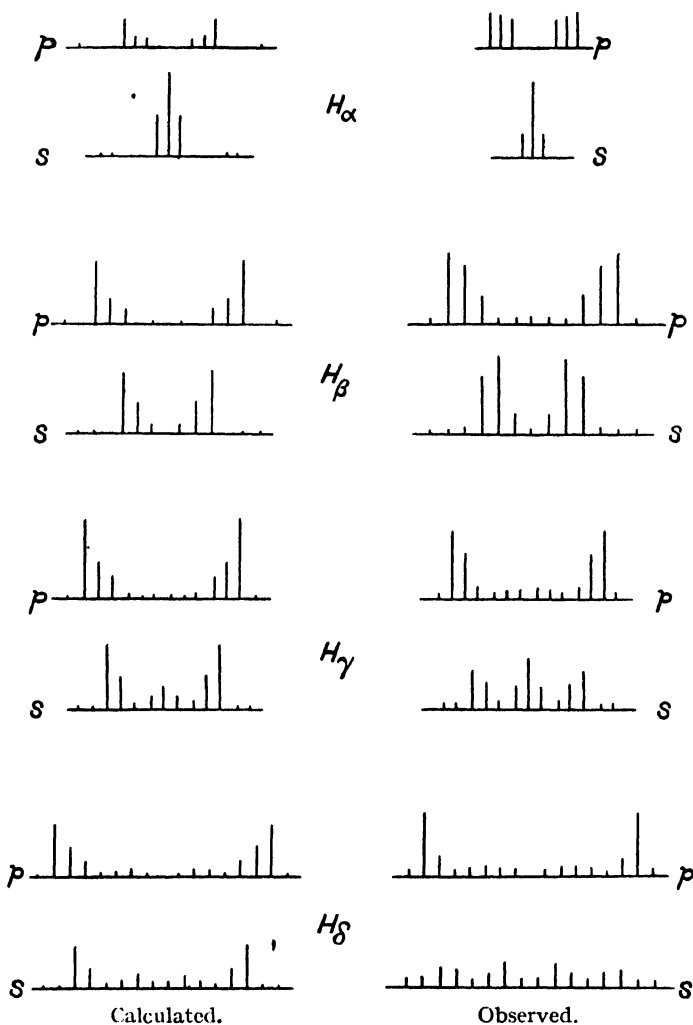 p p
Hα
s s
p p
Hβ
s s
p p
Hγ
s s
p p
Hδ
s s
Calculated. Observed.